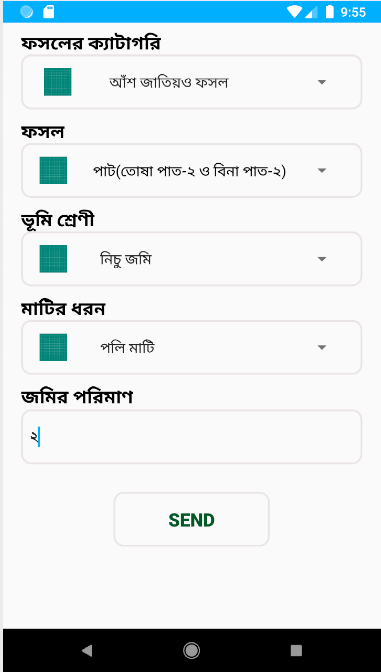 9:55
ফসলের ক্যাটাগরি
আঁশ জাতিয়ও ফসল
ফসল
পাট(তোষা পাত-২ ও বিনা পাত-২)
ভূমি শ্রেণী
নিচু জমি
মাটির ধরন
পলি মাটি
জমির পরিমাণ
২
SEND